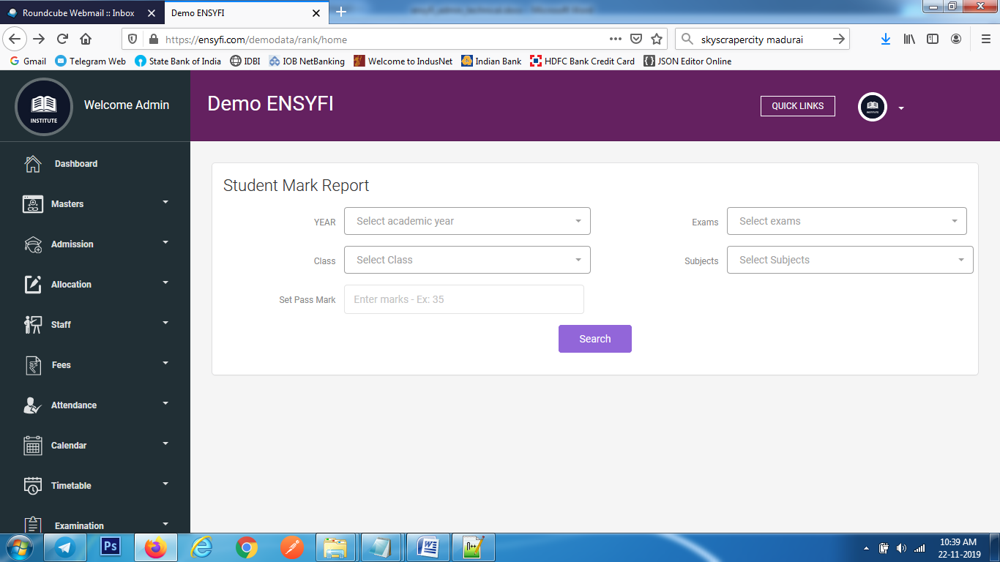 Roundcube Webmail :: Inbox
Demo ENSYFI
https://ensyfi.com/demodata/rank/home
skyscrapercity madurai
Gmail
Telegram Web
State Bank of India
IDBI
IOB NetBanking
Welcome to IndusNet
Indian Bank
HDFC Bank Credit Card
JSON Editor Online
INSTITUTE
Welcome Admin
Demo ENSYFI
QUICK LINKS
INSTITUTE
Dashboard
Masters
Admission
Allocation
Staff
Fees
Attendance
Calendar
Timetable
Examination
Student Mark Report
YEAR Select academic year
Exams Select exams
Class Select Class
Subjects Select Subjects
Set Pass Mark Enter marks - Ex: 35
Search
Ps
10:39 AM
22-11-2019